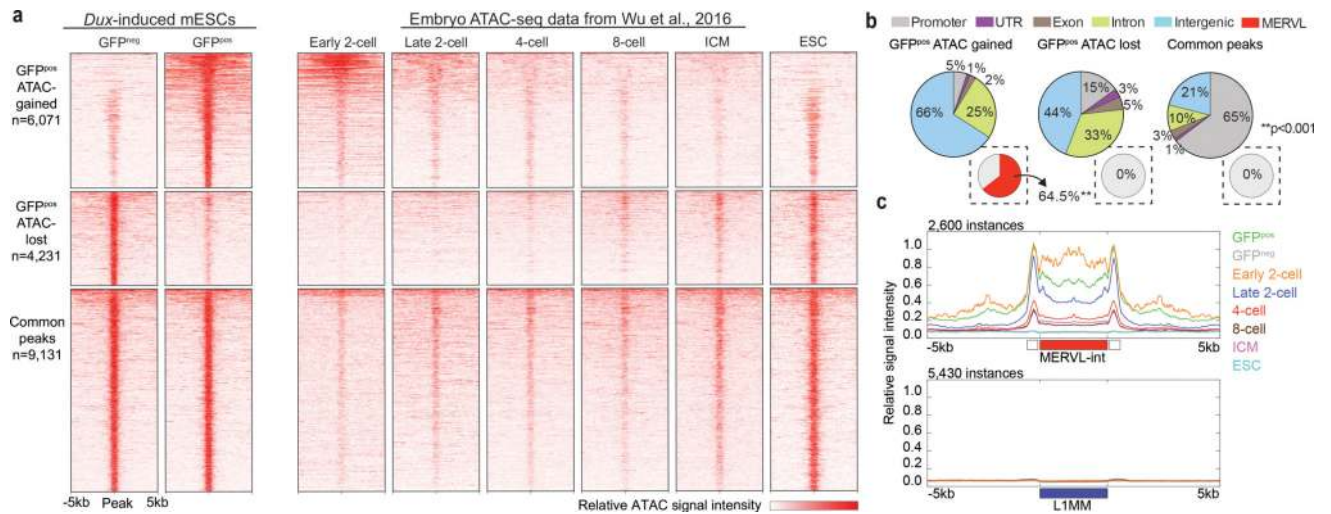 a
Dux-induced mESCs
GFPneg
GFPpos
GFPpos
ATAC-
gained
n=6,071
GFPpos
ATAC-
lost
n=4,231
Common
peaks
n=9,131
-5kb Peak 5kb
Embryo ATAC-seq data from Wu et al., 2016
Early 2-cell
Late 2-cell
4-cell
8-cell
ICM
ESC
Relative ATAC signal intensity
b
Promoter UTR Exon Intron Intergenic MERVL
GFPpos ATAC gained
GFPpos ATAC lost
Common peaks
5% 1%
2%
25%
66%
64.5%**
15%
3%
5%
33%
44%
0%
21%
10%
3%
1%
65%
**p<0.001
0%
c
2,600 instances
Relative signal intensity
1.0
0.8
0.6
0.4
0.2
0.0
-5kb
MERVL-int
5kb
GFPpos
GFPneg
Early 2-cell
Late 2-cell
4-cell
8-cell
ICM
ESC
5,430 instances
1.0
0.8
0.6
0.4
0.2
0.0
-5kb
L1MM
5kb